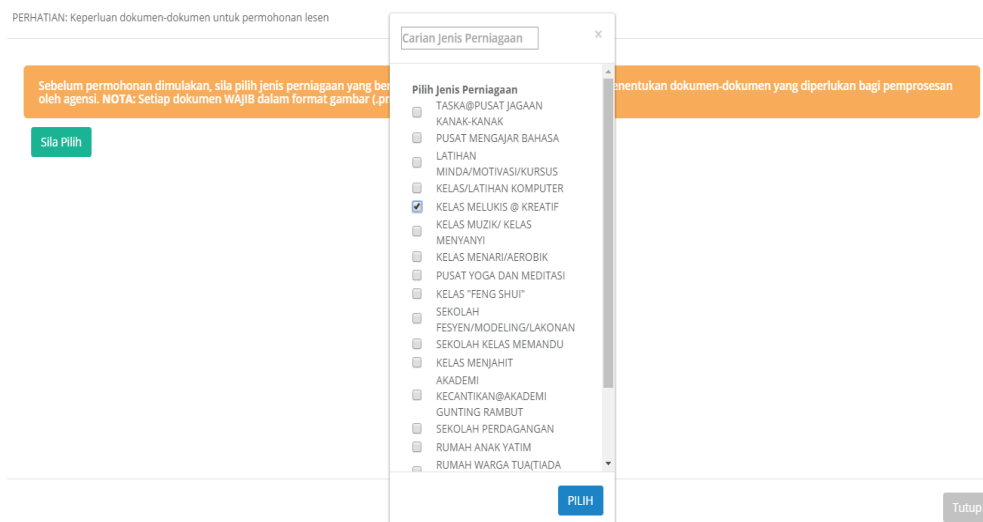 PERHATIAN: Keperluan dokumen-dokumen untuk permohonan lesen
Carian Jenis Perniagaan
x
Sebelum permohonan dimulakan, sila pilih jenis perniagaan yang
oleh agensi. NOTA: Setiap dokumen WAJIB dalam format gambar
dokumen-dokumen yang diperlukan bagi pemprosesan
Sila Pilih
Pilih Jenis Perniagaan
TASKA@PUSAT JAGAAN
KANAK-KANAK
PUSAT MENGAJAR BAHASA
LATIHAN
MINDA/MOTIVASI/KURSUS
KELAS/LATIHAN KOMPUTER
KELAS MELUKIS @ KREATIF
KELAS MUZIK/ KELAS
MENYANYI
KELAS MENARI/AEROBIK
PUSAT YOGA DAN MEDITASI
KELAS "FENG SHUI"
SEKOLAH
FESYEN/MODELING/LAKONAN
SEKOLAH KELAS MEMANDU
KELAS MENJAHIT
AKADEMI
KECANTIKAN@AKADEMI
GUNTING RAMBUT
SEKOLAH PERDAGANGAN
RUMAH ANAK YATIM
RUMAH WARGA TUA(TIADA
PILIH
Tutup